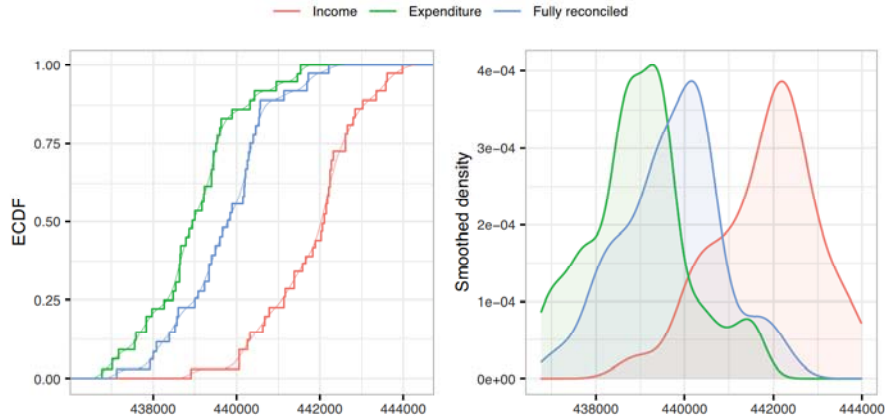 Income Expenditure Fully reconciled
ECDF
1.00
0.75
0.50
0.25
0.00
438000 440000 442000 444000
Smoothed density
4e−04
3e−04
2e−04
1e−04
0e+00
438000 440000 442000 444000